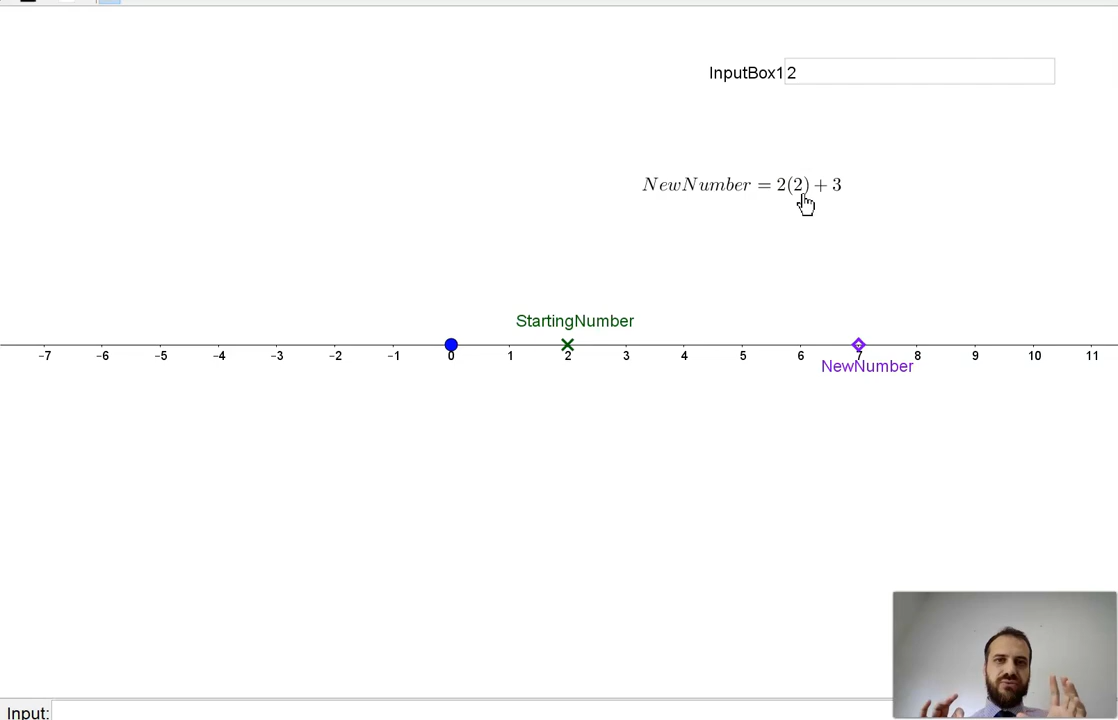 InputBox1 2
NewNumber = 2(2) + 3
StartingNumber
-7 -6 -5 -4 -3 -2 -1 0 1 2 3 4 5 6 7 8 9 10 11
NewNumber
Input: